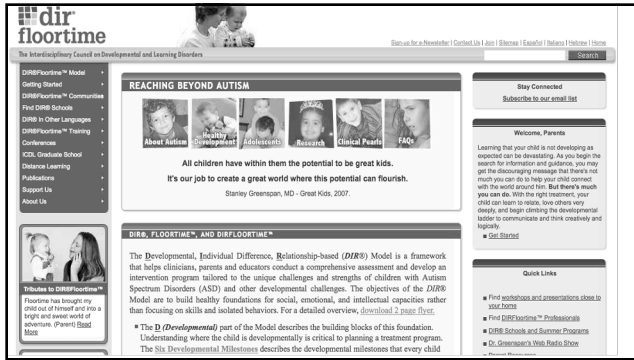 dir®
floortime
Sign-up for e-Newsletter | Contact Us | Join | Sitemap | Español | Italiano | Hebrew | Home
The Interdisciplinary Council on Developmental and Learning Disorders
Search
DIR®Floortime™ Model
Getting Started
DIR®Floortime™ Communities
Find DIR® Schools
DIR® In Other Languages
DIR®Floortime™ Training
Conferences
ICDL Graduate School
Distance Learning
Publications
Support Us
About Us
Tributes to DIR®Floortime™
Floortime has brought my
child out of himself and into a
bright and sweet world of
adventure. (Parent) Read
More
REACHING BEYOND AUTISM
About Autism
Healthy
Development
Adolescents
Research
Clinical Pearls
FAQs
All children have within them the potential to be great kids.
It's our job to create a great world where this potential can flourish.
Stanley Greenspan, MD - Great Kids, 2007.
DIR®, FLOORTIME™, AND DIRFLOORTIME™
The Developmental, Individual Difference, Relationship-based (DIR®) Model is a framework
that helps clinicians, parents and educators conduct a comprehensive assessment and develop an
intervention program tailored to the unique challenges and strengths of children with Autism
Spectrum Disorders (ASD) and other developmental challenges. The objectives of the DIR®
Model are to build healthy foundations for social, emotional, and intellectual capacities rather
than focusing on skills and isolated behaviors. For a detailed overview, download 2 page flyer.
The D (Developmental) part of the Model describes the building blocks of this foundation.
Understanding where the child is developmentally is critical to planning a treatment program.
The Six Developmental Milestones describes the developmental milestones that every child
Stay Connected
Subscribe to our email list
Welcome, Parents
Learning that your child is not developing as
expected can be devastating. As you begin the
search for information and guidance, you may
get the discouraging message that there's not
much you can do to help your child connect
with the world around him. But there's much
you can do. With the right treatment, your
child can learn to relate, love others very
deeply, and begin climbing the developmental
ladder to communicate and think creatively and
logically.
Get Started
Quick Links
Find workshops and presentations close to
your home
Find DIRFloortime™ Professionals
DIR® Schools and Summer Programs
Dr. Greenspan's Web Radio Show
Parent Resources